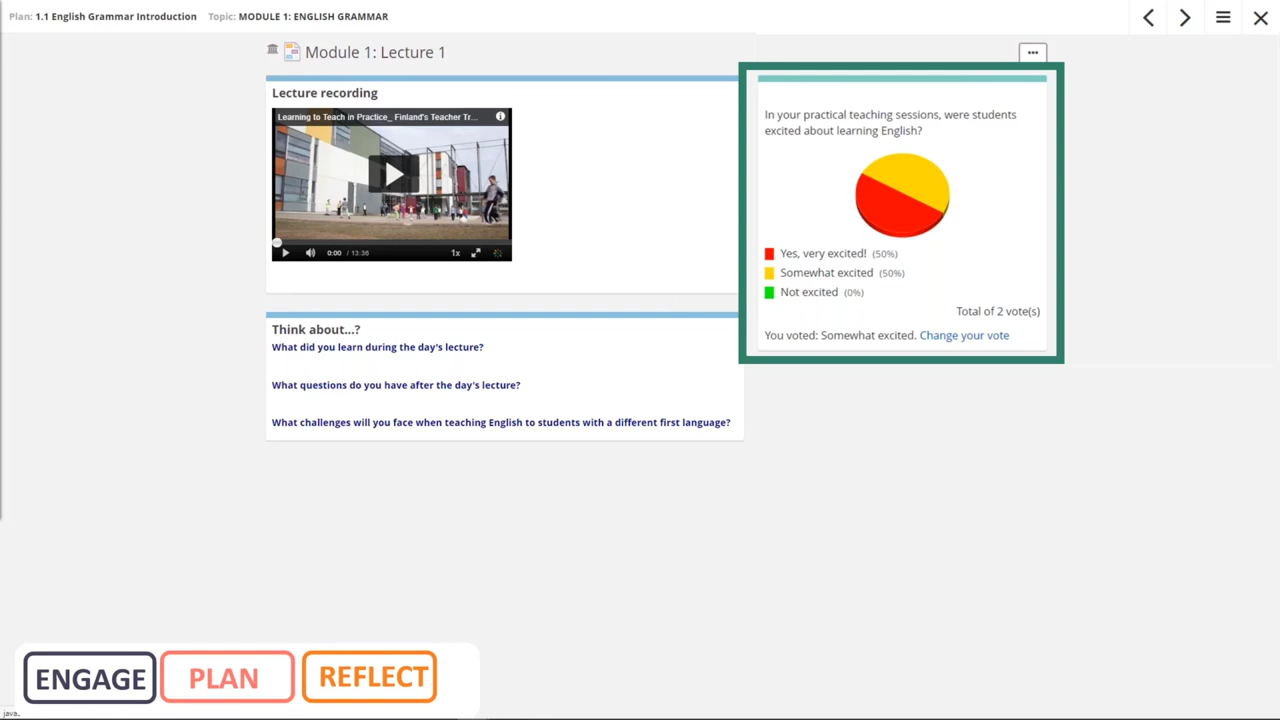 Plan: 1.1 English Grammar Introduction Topic: MODULE 1: ENGLISH GRAMMAR
Module 1: Lecture 1
Lecture recording
Learning to Teach in Practice_ Finland's Teacher Tr...
0:00 / 13:36
1x
Think about...?
What did you learn during the day's lecture?
What questions do you have after the day's lecture?
What challenges will you face when teaching English to students with a different first language?
In your practical teaching sessions, were students
excited about learning English?
Yes, very excited! (50%)
Somewhat excited (50%)
Not excited (0%)
Total of 2 vote(s)
You voted: Somewhat excited. Change your vote
ENGAGE
PLAN
REFLECT